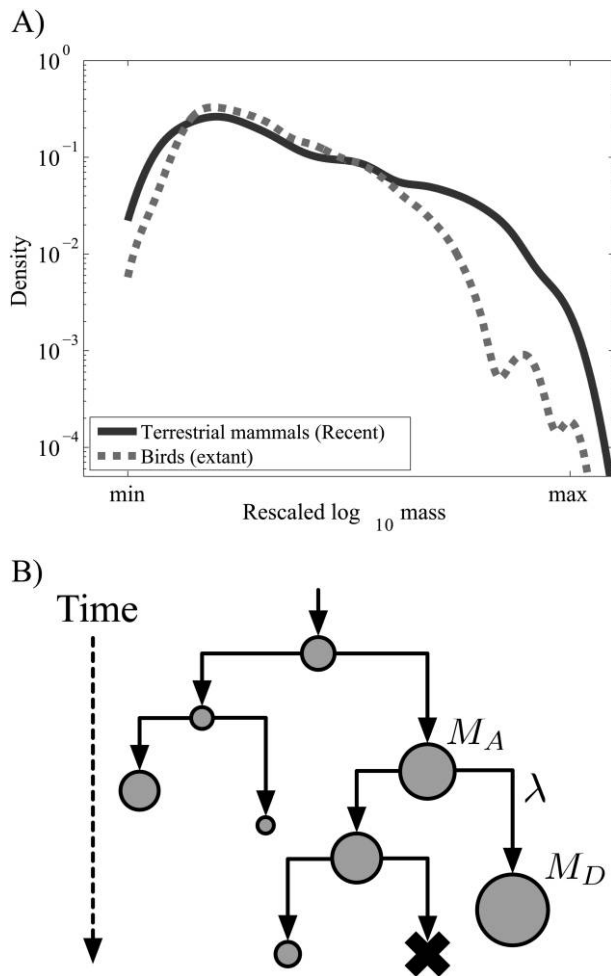 A)
10^0
10^-1
10^-2
10^-3
10^-4
Density
Terrestrial mammals (Recent)
Birds (extant)
min
max
Rescaled log 10 mass
B)
Time
M_A
λ
M_D